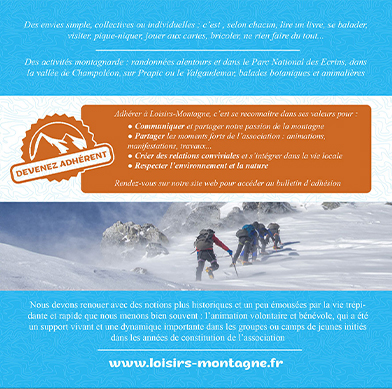 Des envies simple, collectives ou individuelles : c'est , selon chacun, lire un livre, se balader,
visiter, pique-niquer, jouer aux cartes, bricoler, ne rien faire du tout...
Des activités montagnarde : randonnées alentours et dans le Parc National des Ecrins, dans
la vallée de Champoléon, sur Prapic ou le Valgaudemar, balades botaniques et animalières
DEVENEZ ADHÉRENT
Adhérer à Loisirs-Montagne, c'est se reconnaître dans ses valeurs pour :
● Communiquer et partager notre passion de la montagne
● Partager les moments forts de l'association : animations,
manifestations, travaux...
● Créer des relations conviviales et s'intégrer dans la vie locale
● Respecter l'environnement et la nature
Rendez-vous sur notre site web pour accéder au bulletin d'adhésion
Nous devons renouer avec des notions plus historiques et un peu émoussées par la vie trépi-
dante et rapide que nous menons bien souvent : l'animation volontaire et bénévole, qui a été
un support vivant et une dynamique importante dans les groupes ou camps de jeunes initiés
dans les années de constitution de l'association
www.loisirs-montagne.fr